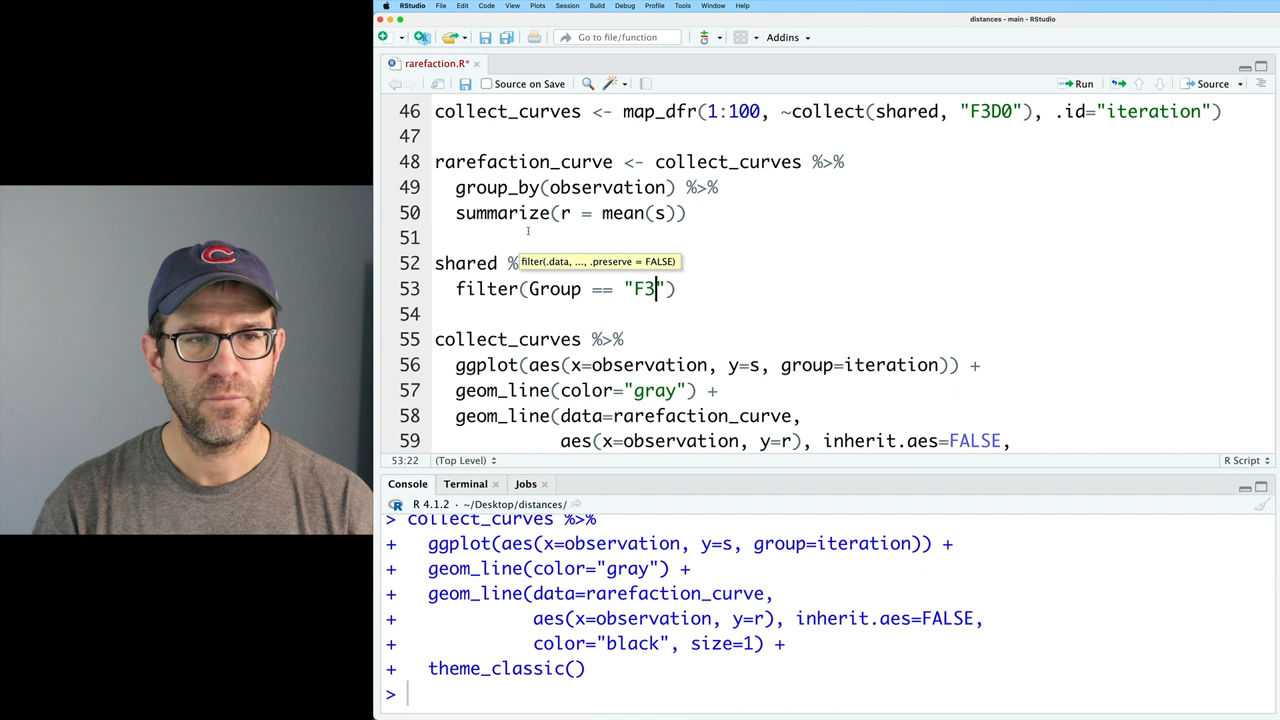 RStudio File Edit Code View Plots Session Build Debug Profile Tools Window Help
distances - main - RStudio
Go to file/function
Addins
rarefaction.R*
Source on Save
Run
Source
46 collect_curves <- map_dfr(1:100, ~collect(shared, "F3D0"), .id="iteration")
47
48 rarefaction_curve <- collect_curves %>%
49 group_by(observation) %>%
50 summarize(r = mean(s))
51
52 shared %
filter(.data, ..., .preserve = FALSE)
53 filter(Group == "F3")
54
55 collect_curves %>%
56 ggplot(aes(x=observation, y=s, group=iteration)) +
57 geom_line(color="gray") +
58 geom_line(data=rarefaction_curve,
59 aes(x=observation, y=r), inherit.aes=FALSE,
53:22 (Top Level) R Script
Console Terminal Jobs
R 4.1.2 · ~/Desktop/distances/
> collect_curves %>%
+ ggplot(aes(x=observation, y=s, group=iteration)) +
+ geom_line(color="gray") +
+ geom_line(data=rarefaction_curve,
+ aes(x=observation, y=r), inherit.aes=FALSE,
+ color="black", size=1) +
+ theme_classic()
>